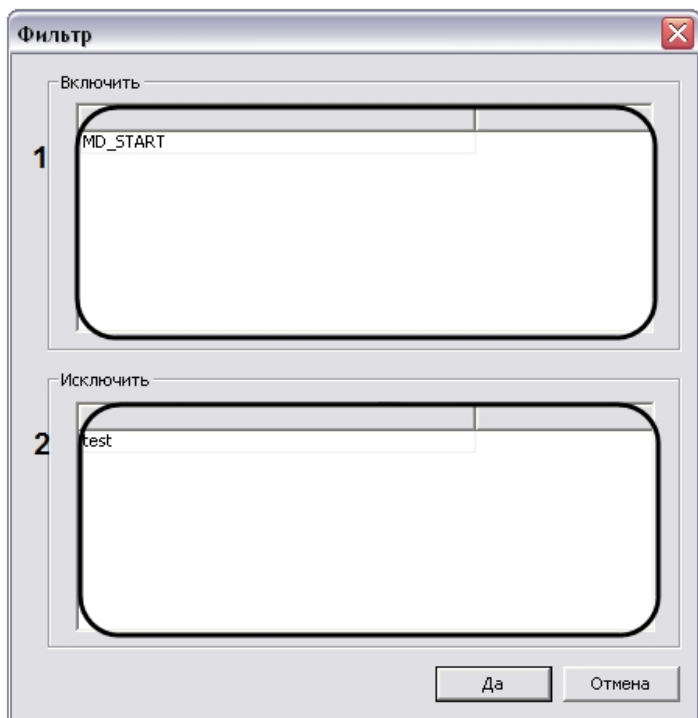 Фильтр
Включить
1
MD_START
Исключить
2
test
Да
Отмена